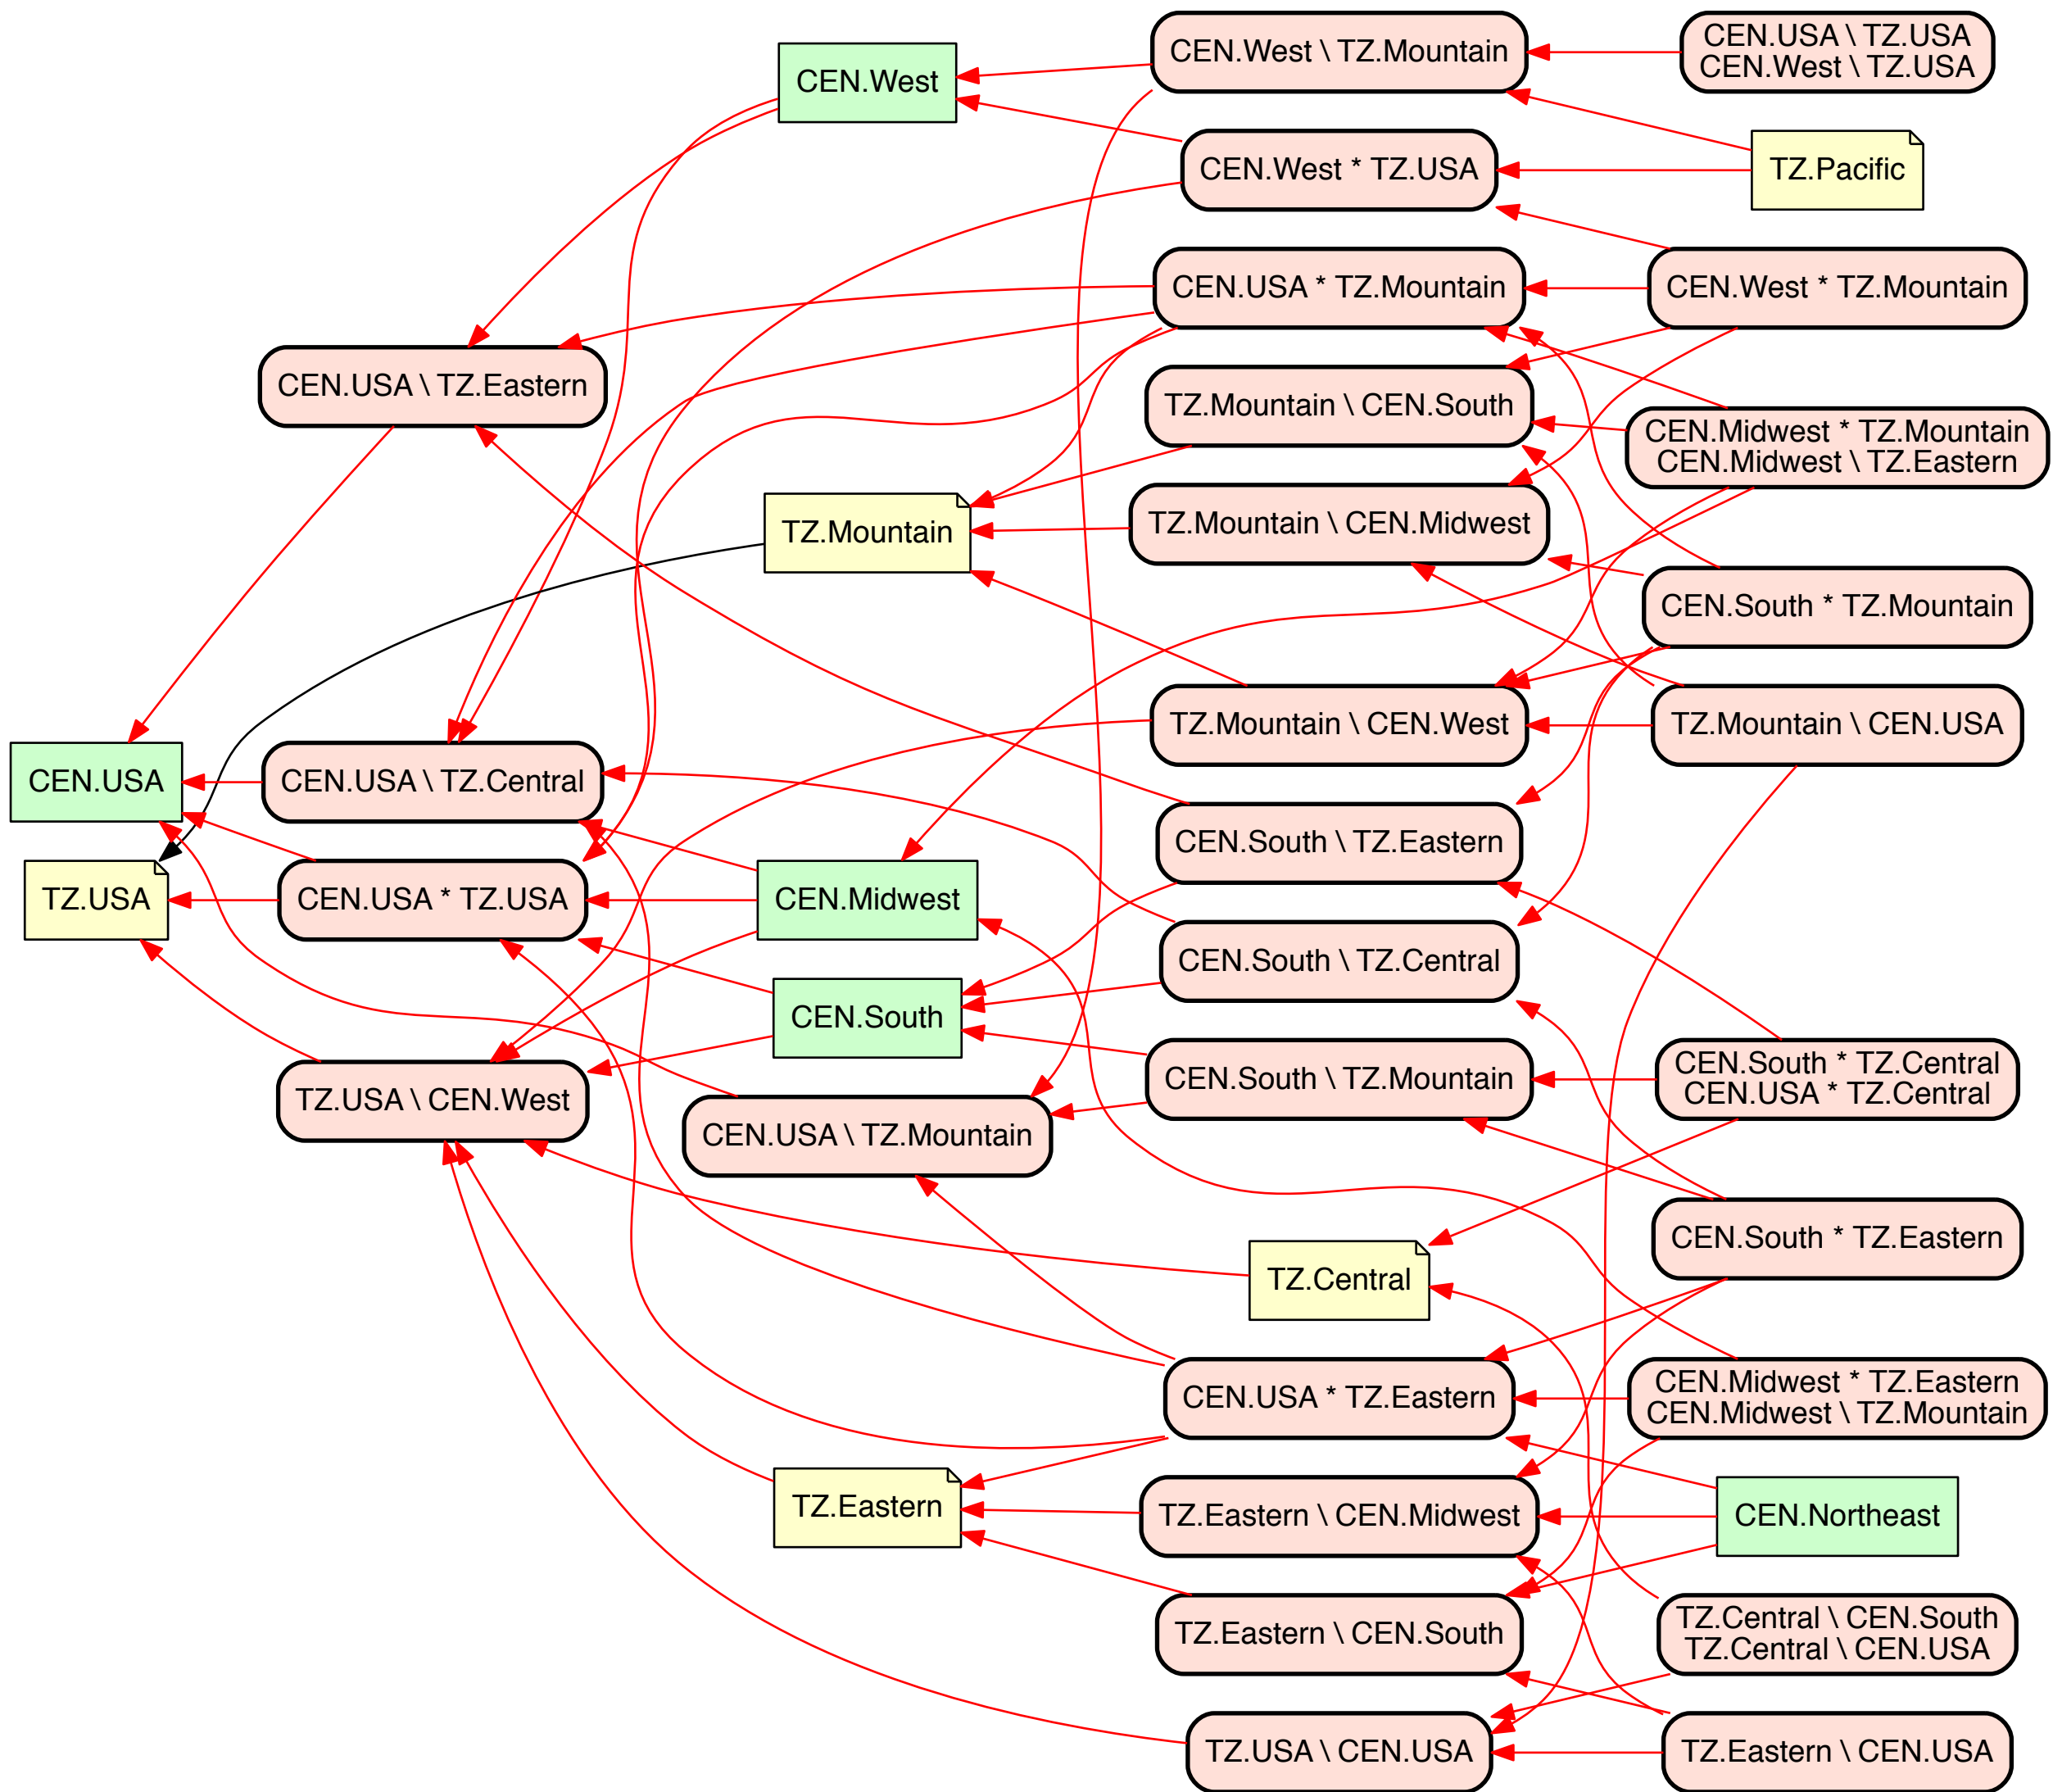 CEN.West \ TZ.Mountain
CEN.USA \ TZ.USA
CEN.West \ TZ.USA
CEN.West
CEN.West * TZ.USA
TZ.Pacific
CEN.USA * TZ.Mountain
CEN.West * TZ.Mountain
CEN.USA \ TZ.Eastern
TZ.Mountain \ CEN.South
CEN.Midwest * TZ.Mountain
CEN.Midwest \ TZ.Eastern
TZ.Mountain
TZ.Mountain \ CEN.Midwest
CEN.South * TZ.Mountain
TZ.Mountain \ CEN.West
TZ.Mountain \ CEN.USA
CEN.USA
CEN.USA \ TZ.Central
CEN.South \ TZ.Eastern
TZ.USA
CEN.USA * TZ.USA
CEN.Midwest
CEN.South \ TZ.Central
CEN.South
CEN.South \ TZ.Mountain
CEN.South * TZ.Central
CEN.USA * TZ.Central
TZ.USA \ CEN.West
CEN.USA \ TZ.Mountain
CEN.South * TZ.Eastern
TZ.Central
CEN.USA * TZ.Eastern
CEN.Midwest * TZ.Eastern
CEN.Midwest \ TZ.Mountain
TZ.Eastern
TZ.Eastern \ CEN.Midwest
CEN.Northeast
TZ.Eastern \ CEN.South
TZ.Central \ CEN.South
TZ.Central \ CEN.USA
TZ.USA \ CEN.USA
TZ.Eastern \ CEN.USA